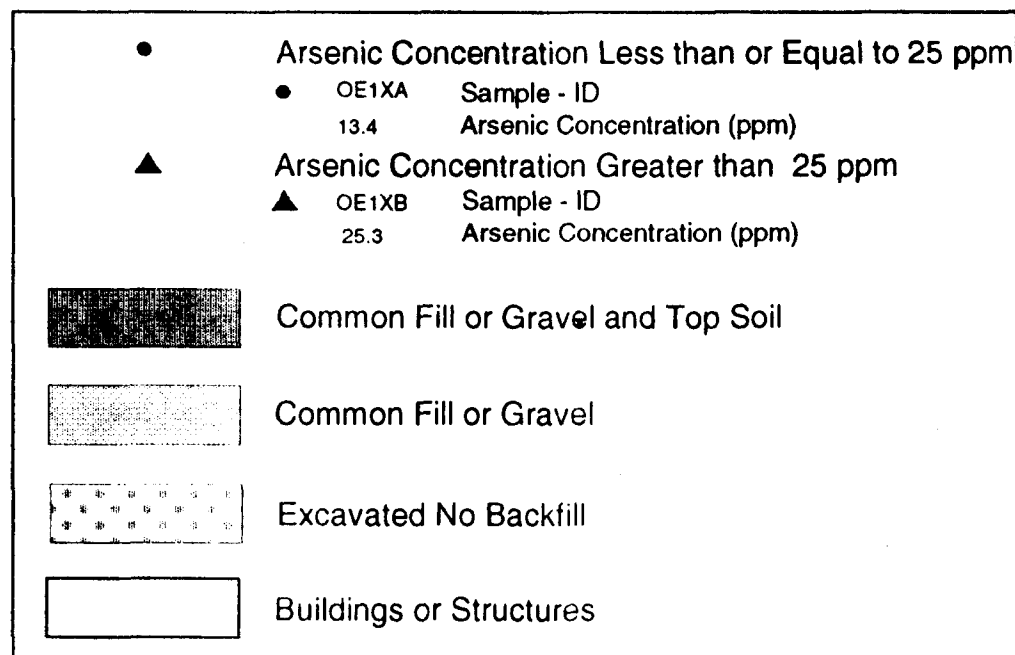 Arsenic Concentration Less than or Equal to 25 ppm
OE1XA Sample - ID
13.4 Arsenic Concentration (ppm)
Arsenic Concentration Greater than 25 ppm
OE1XB Sample - ID
25.3 Arsenic Concentration (ppm)
Common Fill or Gravel and Top Soil
Common Fill or Gravel
Excavated No Backfill
Buildings or Structures